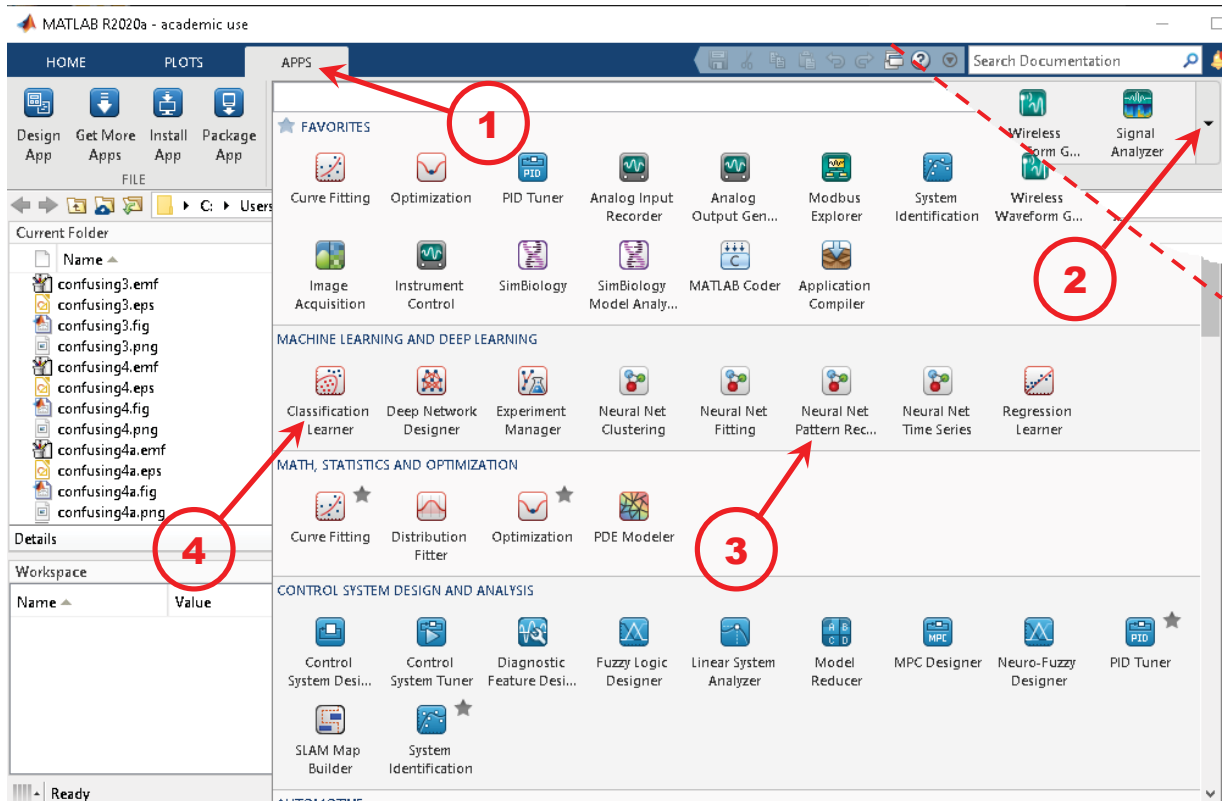 MATLAB R2020a - academic use
HOME PLOTS APPS
Search Documentation
Design App
Get More Apps
Install App
Package App
FILE
Wireless
Form G...
Signal Analyzer
1
2
C: Users
Current Folder
Name
confusing3.emf
confusing3.eps
confusing3.fig
confusing3.png
confusing4.emf
confusing4.eps
confusing4.fig
confusing4.png
confusing4a.emf
confusing4a.eps
confusing4a.fig
confusing4a.png
Details
Workspace
Name Value
Ready
FAVORITES
Curve Fitting
Optimization
PID Tuner
Analog Input Recorder
Analog Output Gen...
Modbus Explorer
System Identification
Wireless Waveform G...
Image Acquisition
Instrument Control
SimBiology
SimBiology Model Analy...
MATLAB Coder
Application Compiler
MACHINE LEARNING AND DEEP LEARNING
Classification Learner
Deep Network Designer
Experiment Manager
Neural Net Clustering
Neural Net Fitting
Neural Net Pattern Rec...
Neural Net Time Series
Regression Learner
MATH, STATISTICS AND OPTIMIZATION
Curve Fitting
Distribution Fitter
Optimization
PDE Modeler
4
3
CONTROL SYSTEM DESIGN AND ANALYSIS
Control System Desi...
Control System Tuner
Diagnostic Feature Desi...
Fuzzy Logic Designer
Linear System Analyzer
Model Reducer
MPC Designer
Neuro-Fuzzy Designer
PID Tuner
SLAM Map Builder
System Identification
AUTOMOTIVE